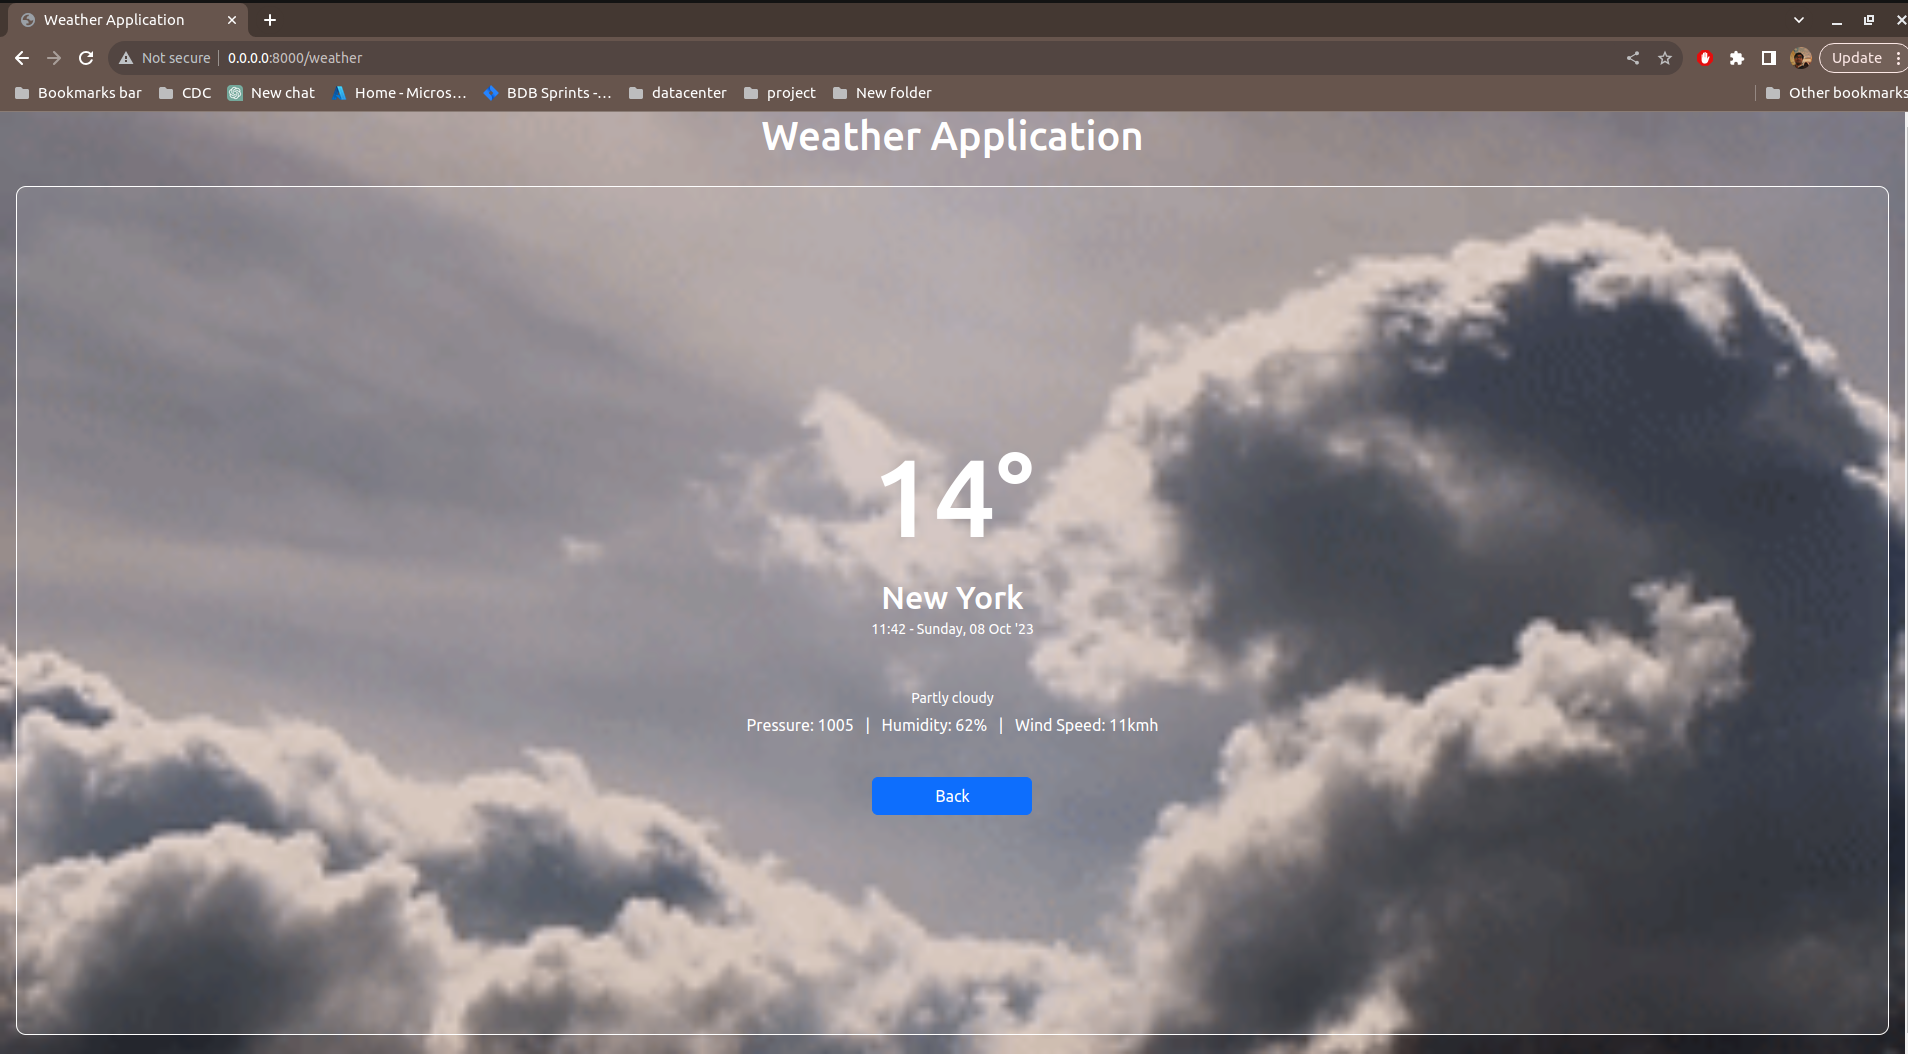 Weather Application
Not secure | 0.0.0.0:8000/weather
Update
Bookmarks bar CDC New chat Home - Micros... BDB Sprints -... datacenter project New folder Other bookmarks
Weather Application
14°
New York
11:42 - Sunday, 08 Oct '23
Partly cloudy
Pressure: 1005 | Humidity: 62% | Wind Speed: 11kmh
Back